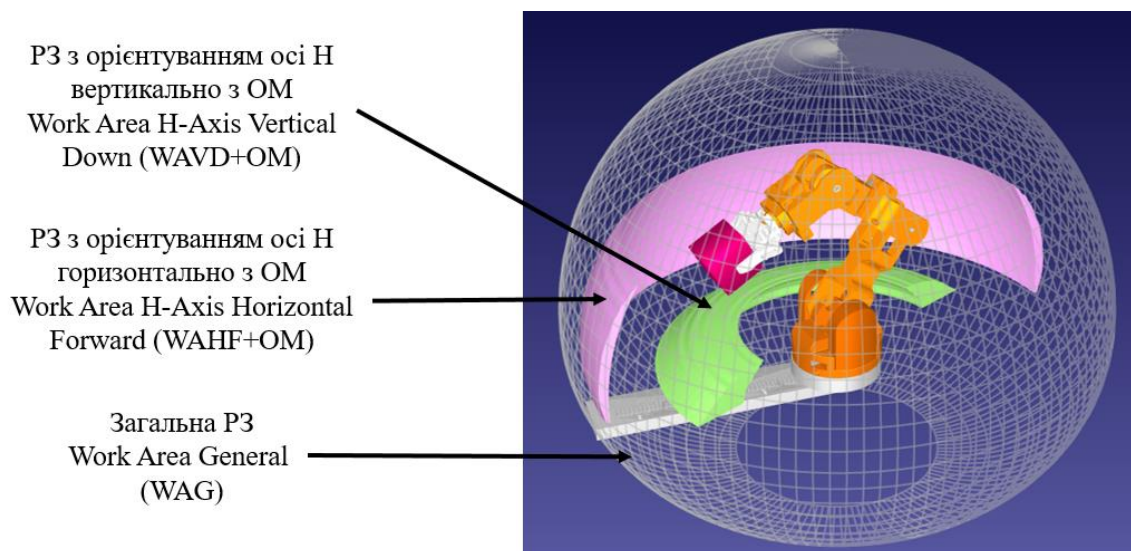 РЗ з орієнтуванням осі Н
вертикально з ОМ
Work Area H-Axis Vertical
Down (WAVD+OM)
РЗ з орієнтуванням осі Н
горизонтально з ОМ
Work Area H-Axis Horizontal
Forward (WAHF+OM)
Загальна РЗ
Work Area General
(WAG)